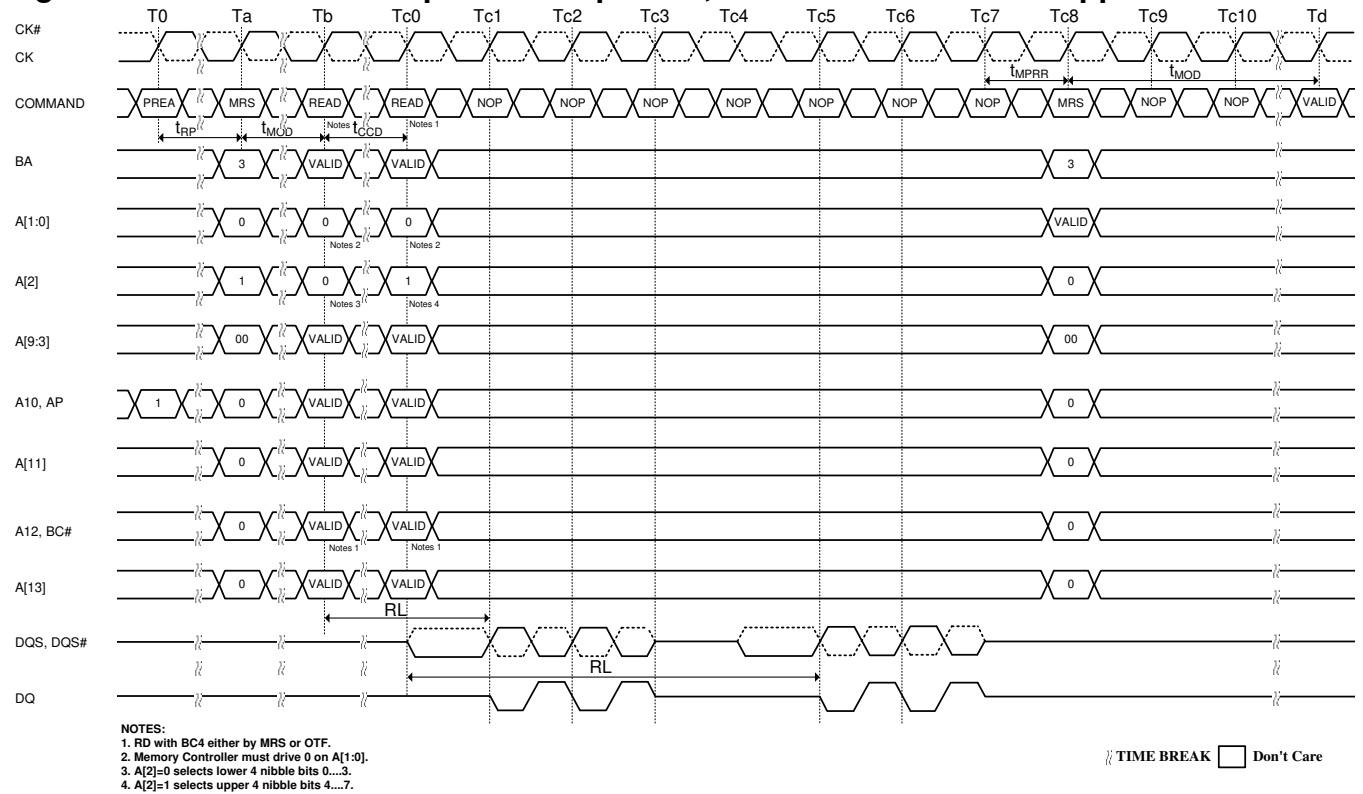 T0 Ta Tb Tc0 Tc1 Tc2 Tc3 Tc4 Tc5 Tc6 Tc7 Tc8 Tc9 Tc10 Td
CK#
CK
tMPRR tMOD
COMMAND PREA MRS READ READ NOP NOP NOP NOP NOP NOP NOP MRS NOP NOP VALID
Notes 1 Notes 1
tRP tMOD tCCD
BA 3 VALID VALID 3
A[1:0] 0 0 0 VALID
Notes 2 Notes 2
A[2] 1 0 1 0
Notes 3 Notes 4
A[9:3] 00 VALID VALID 00
A10, AP 1 0 VALID VALID 0
A[11] 0 VALID VALID 0
A12, BC# 0 VALID VALID 0
Notes 1 Notes 1
A[13] 0 VALID VALID 0
RL
DQS, DQS#
RL
DQ
NOTES:
1. RD with BC4 either by MRS or OTF.
2. Memory Controller must drive 0 on A[1:0].
3. A[2]=0 selects lower 4 nibble bits 0....3.
4. A[2]=1 selects upper 4 nibble bits 4....7.
TIME BREAK Don't Care